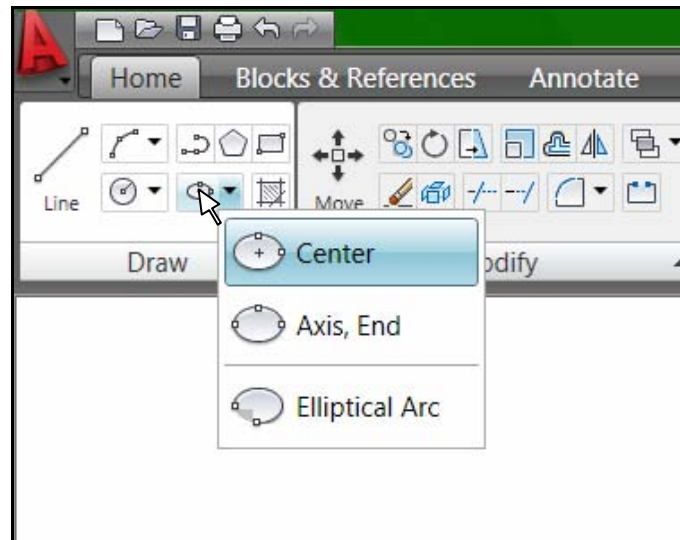 Home Blocks & References Annotate
Line Move
Draw odify
Center
Axis, End
Elliptical Arc